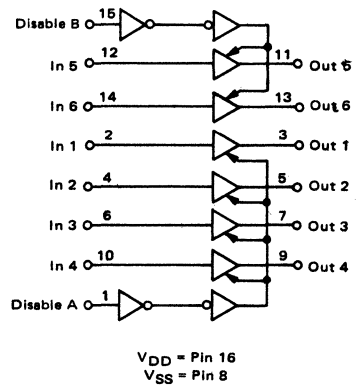 Disable B 15
In 5 12 11 Out 5
In 6 14 13 Out 6
In 1 2 3 Out 1
In 2 4 5 Out 2
In 3 6 7 Out 3
In 4 10 9 Out 4
Disable A 1
VDD = Pin 16
VSS = Pin 8